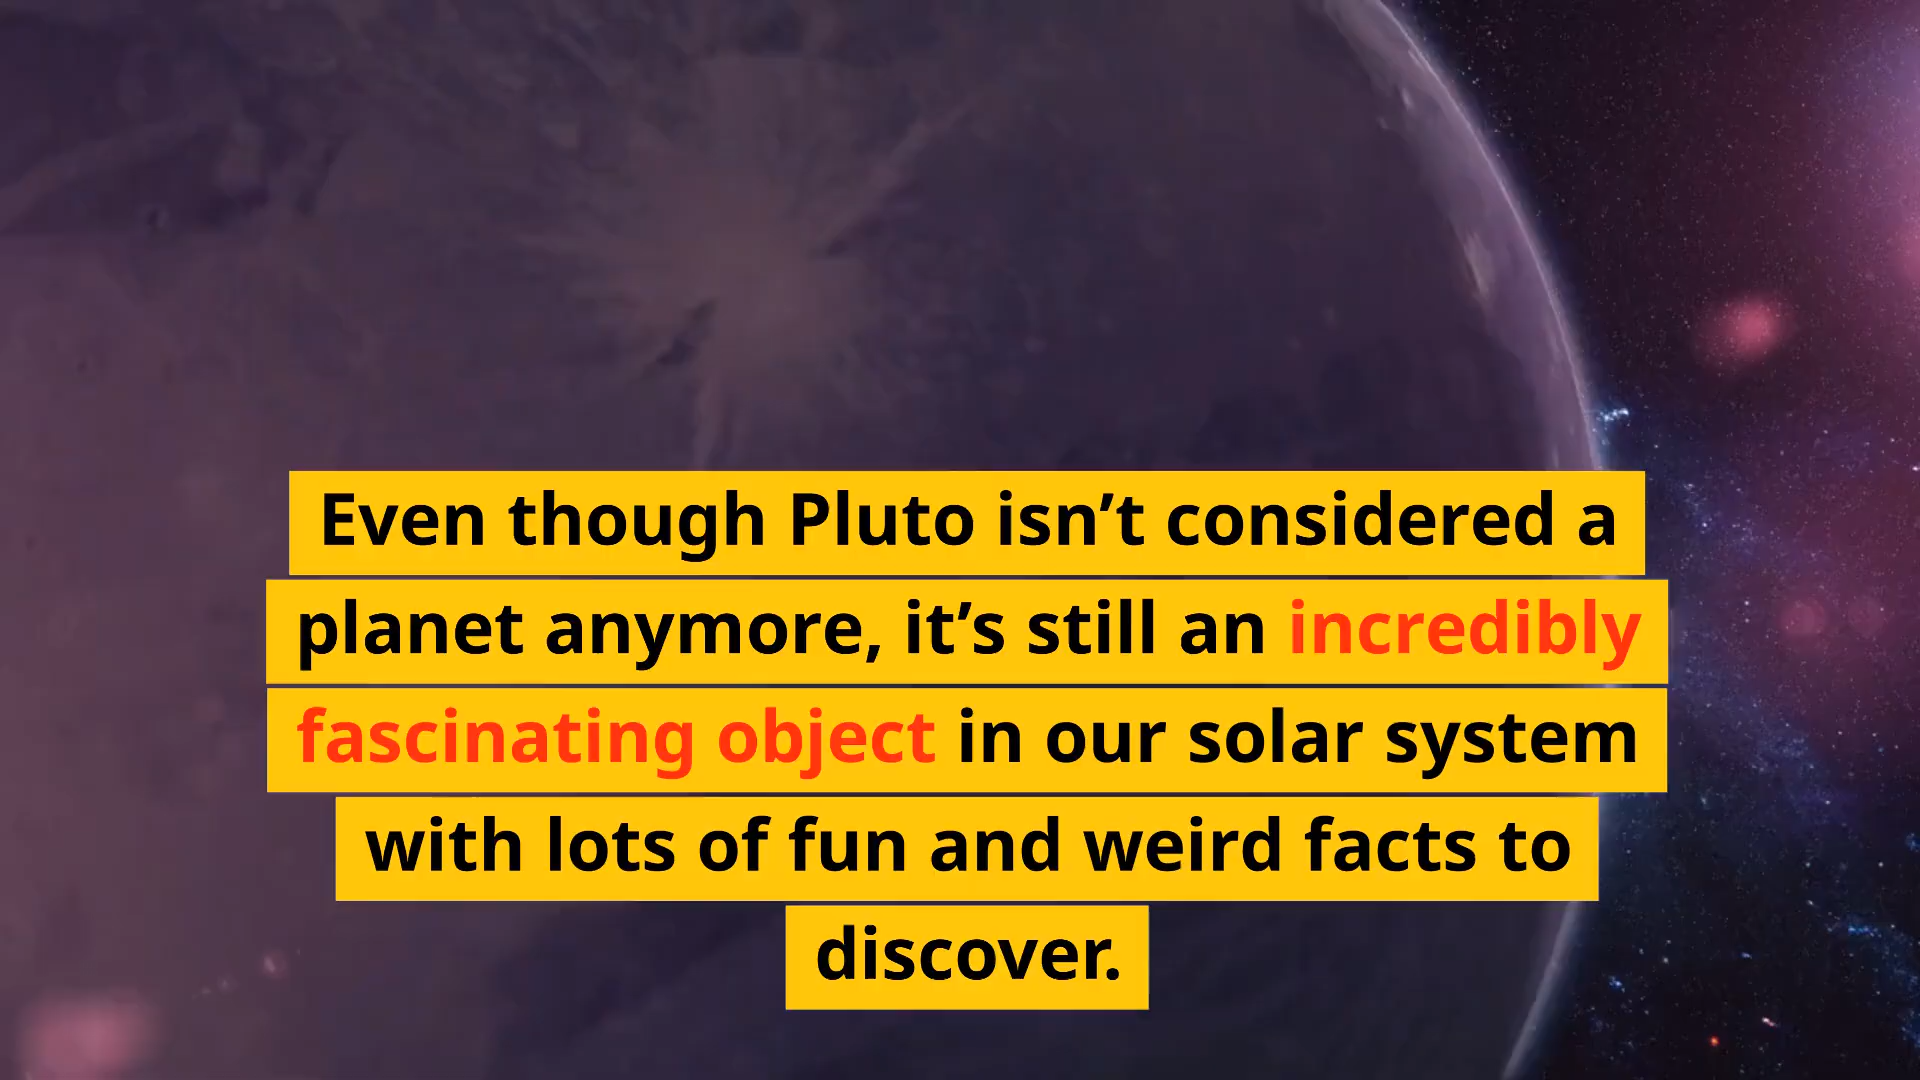 Even though Pluto isn’t considered a
planet anymore, it’s still an incredibly
fascinating object in our solar system
with lots of fun and weird facts to
discover.